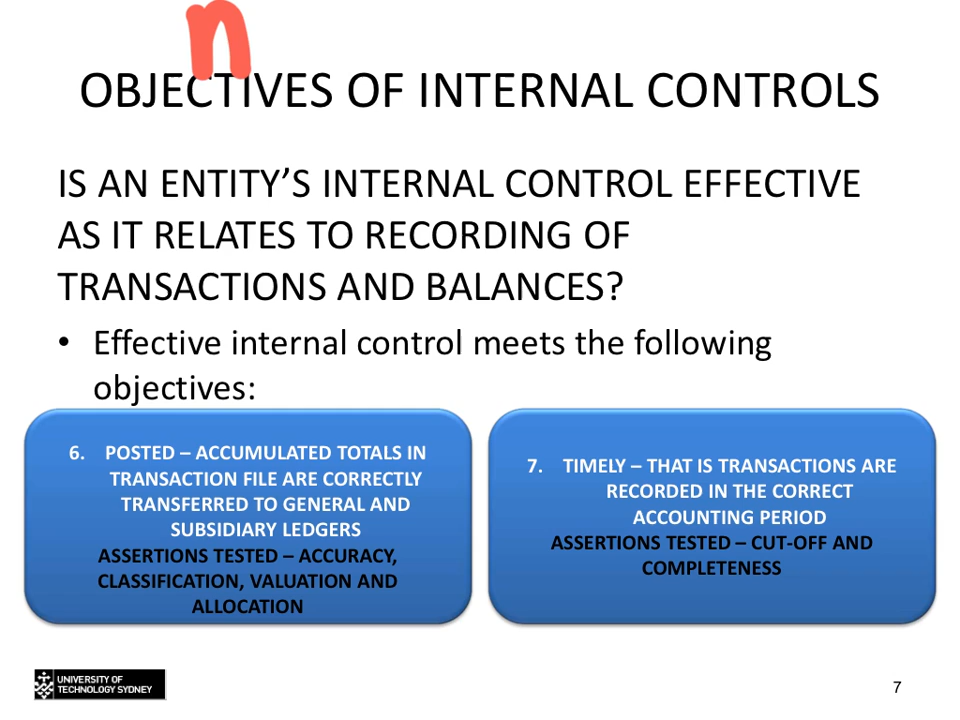 n
OBJECTIVES OF INTERNAL CONTROLS
IS AN ENTITY’S INTERNAL CONTROL EFFECTIVE
AS IT RELATES TO RECORDING OF
TRANSACTIONS AND BALANCES?
• Effective internal control meets the following
objectives:
6. POSTED – ACCUMULATED TOTALS IN
TRANSACTION FILE ARE CORRECTLY
TRANSFERRED TO GENERAL AND
SUBSIDIARY LEDGERS
ASSERTIONS TESTED – ACCURACY,
CLASSIFICATION, VALUATION AND
ALLOCATION
7. TIMELY – THAT IS TRANSACTIONS ARE
RECORDED IN THE CORRECT
ACCOUNTING PERIOD
ASSERTIONS TESTED – CUT-OFF AND
COMPLETENESS
UNIVERSITY OF
TECHNOLOGY SYDNEY
7